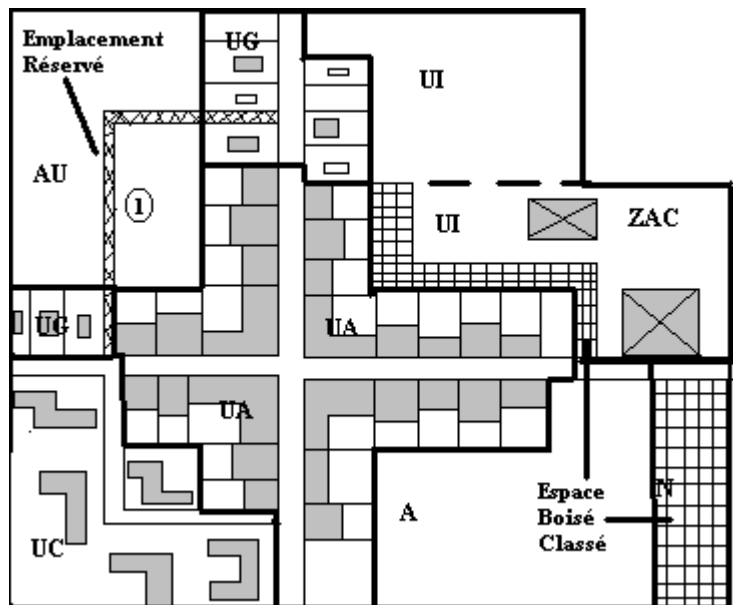 Emplacement
Réservé
UG
UI
AU
1
UI
ZAC
UG
UA
UA
A
Espace
Boisé
Classé
N
UC